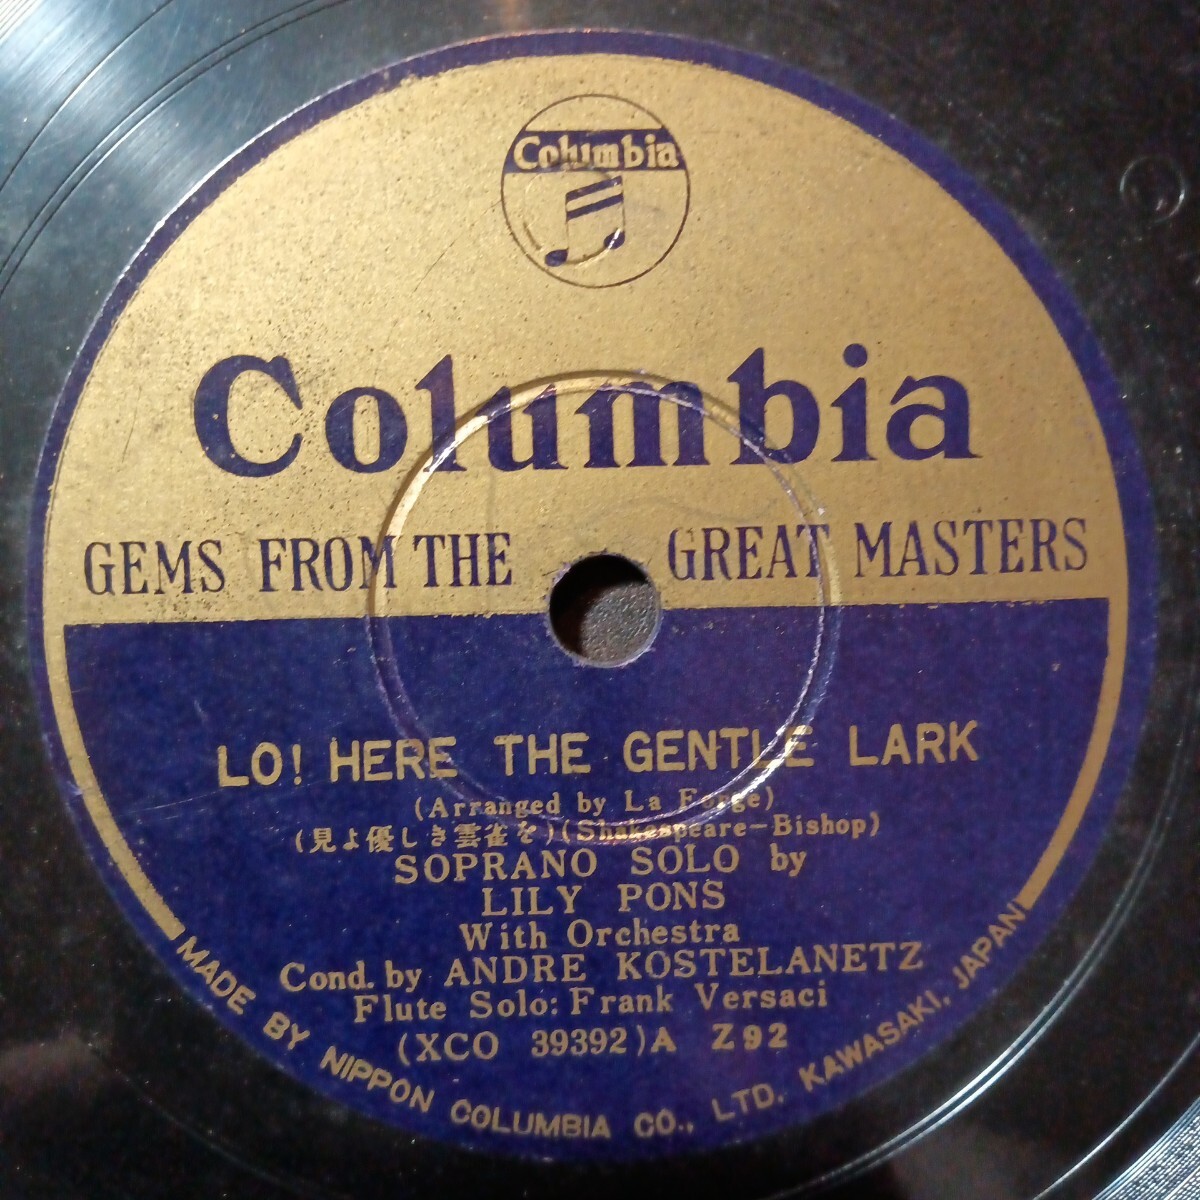 Columbia
Columbia
GEMS FROM THE GREAT MASTERS
LO! HERE THE GENTLE LARK
(Arranged by La Forge)
(見よ優しき雲雀を)(Shakespeare-Bishop)
SOPRANO SOLO by
LILY PONS
With Orchestra
Cond. by ANDRE KOSTELANETZ
Flute Solo: Frank Versaci
(XCO 39392)A Z92
MADE BY NIPPON COLUMBIA CO., LTD. KAWASAKI, JAPAN